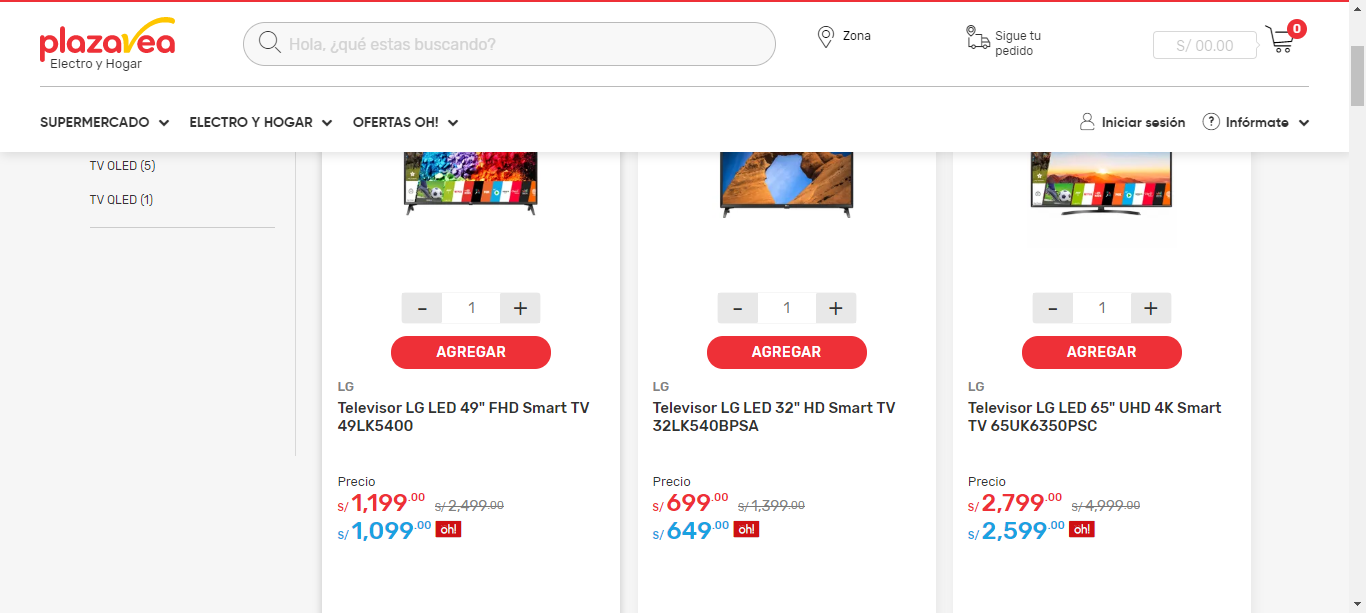 plazavea
Electro y Hogar
Hola, ¿qué estas buscando?
Zona
Sigue tu
pedido
S/ 00.00
0
SUPERMERCADO
ELECTRO Y HOGAR
OFERTAS OH!
Iniciar sesión
? Infórmate
TV OLED (5)
TV QLED (1)
- 1 +
AGREGAR
LG
Televisor LG LED 49" FHD Smart TV
49LK5400
Precio
S/ 1,199.00 S/ 2,499.00
S/ 1,099.00 oh!
- 1 +
AGREGAR
LG
Televisor LG LED 32" HD Smart TV
32LK540BPSA
Precio
S/ 699.00 S/ 1,399.00
S/ 649.00 oh!
- 1 +
AGREGAR
LG
Televisor LG LED 65" UHD 4K Smart
TV 65UK6350PSC
Precio
S/ 2,799.00 S/ 4,999.00
S/ 2,599.00 oh!